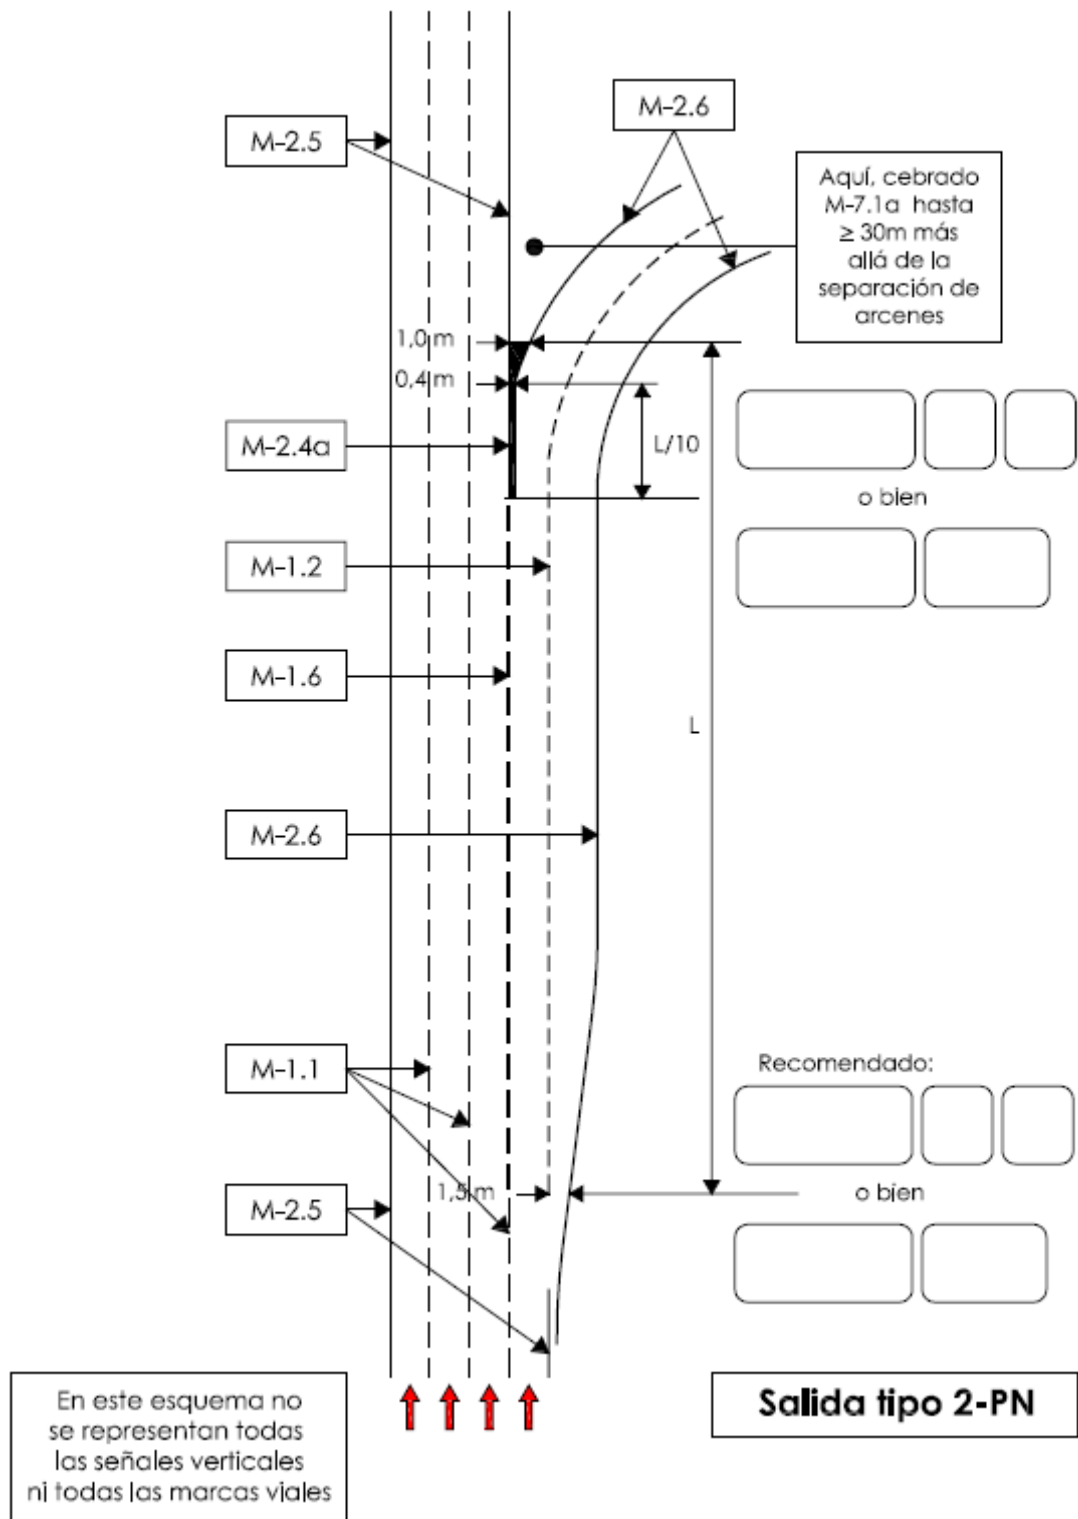 M-2.6
M-2.5
Aquí, cebrado
M-7.1a hasta
≥ 30m más
allá de la
separación de
arcenes
1,0 m
0,4 m
M-2.4a
L/10
o bien
M-1.2
M-1.6
L
M-2.6
Recomendado:
M-1.1
1,5 m
o bien
M-2.5
En este esquema no
se representan todas
las señales verticales
ni todas las marcas viales
Salida tipo 2-PN